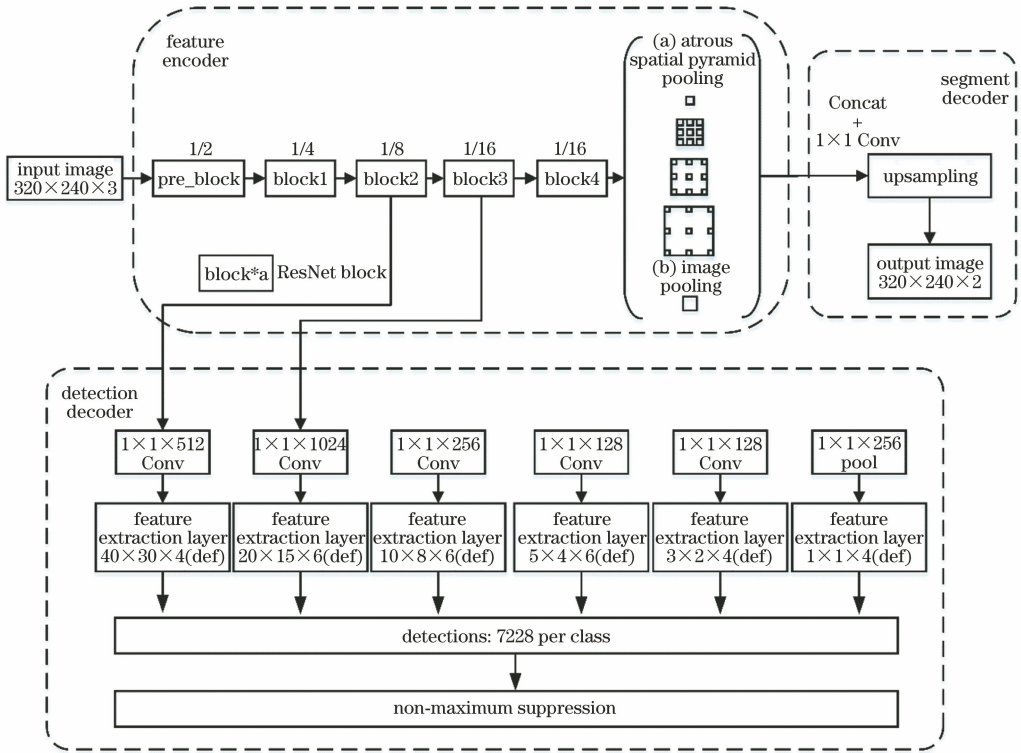 feature
encoder
(a) atrous
spatial pyramid
pooling
segment
decoder
Concat
+
1×1 Conv
1/2
1/4
1/8
1/16
1/16
input image
320×240×3
pre_block
block1
block2
block3
block4
upsampling
block*a
ResNet block
(b) image
pooling
output image
320×240×2
detection
decoder
1×1×512
Conv
1×1×1024
Conv
1×1×256
Conv
1×1×128
Conv
1×1×128
Conv
1×1×256
pool
feature
extraction layer
40×30×4(def)
feature
extraction layer
20×15×6(def)
feature
extraction layer
10×8×6(def)
feature
extraction layer
5×4×6(def)
feature
extraction layer
3×2×4(def)
feature
extraction layer
1×1×4(def)
detections: 7228 per class
non-maximum suppression